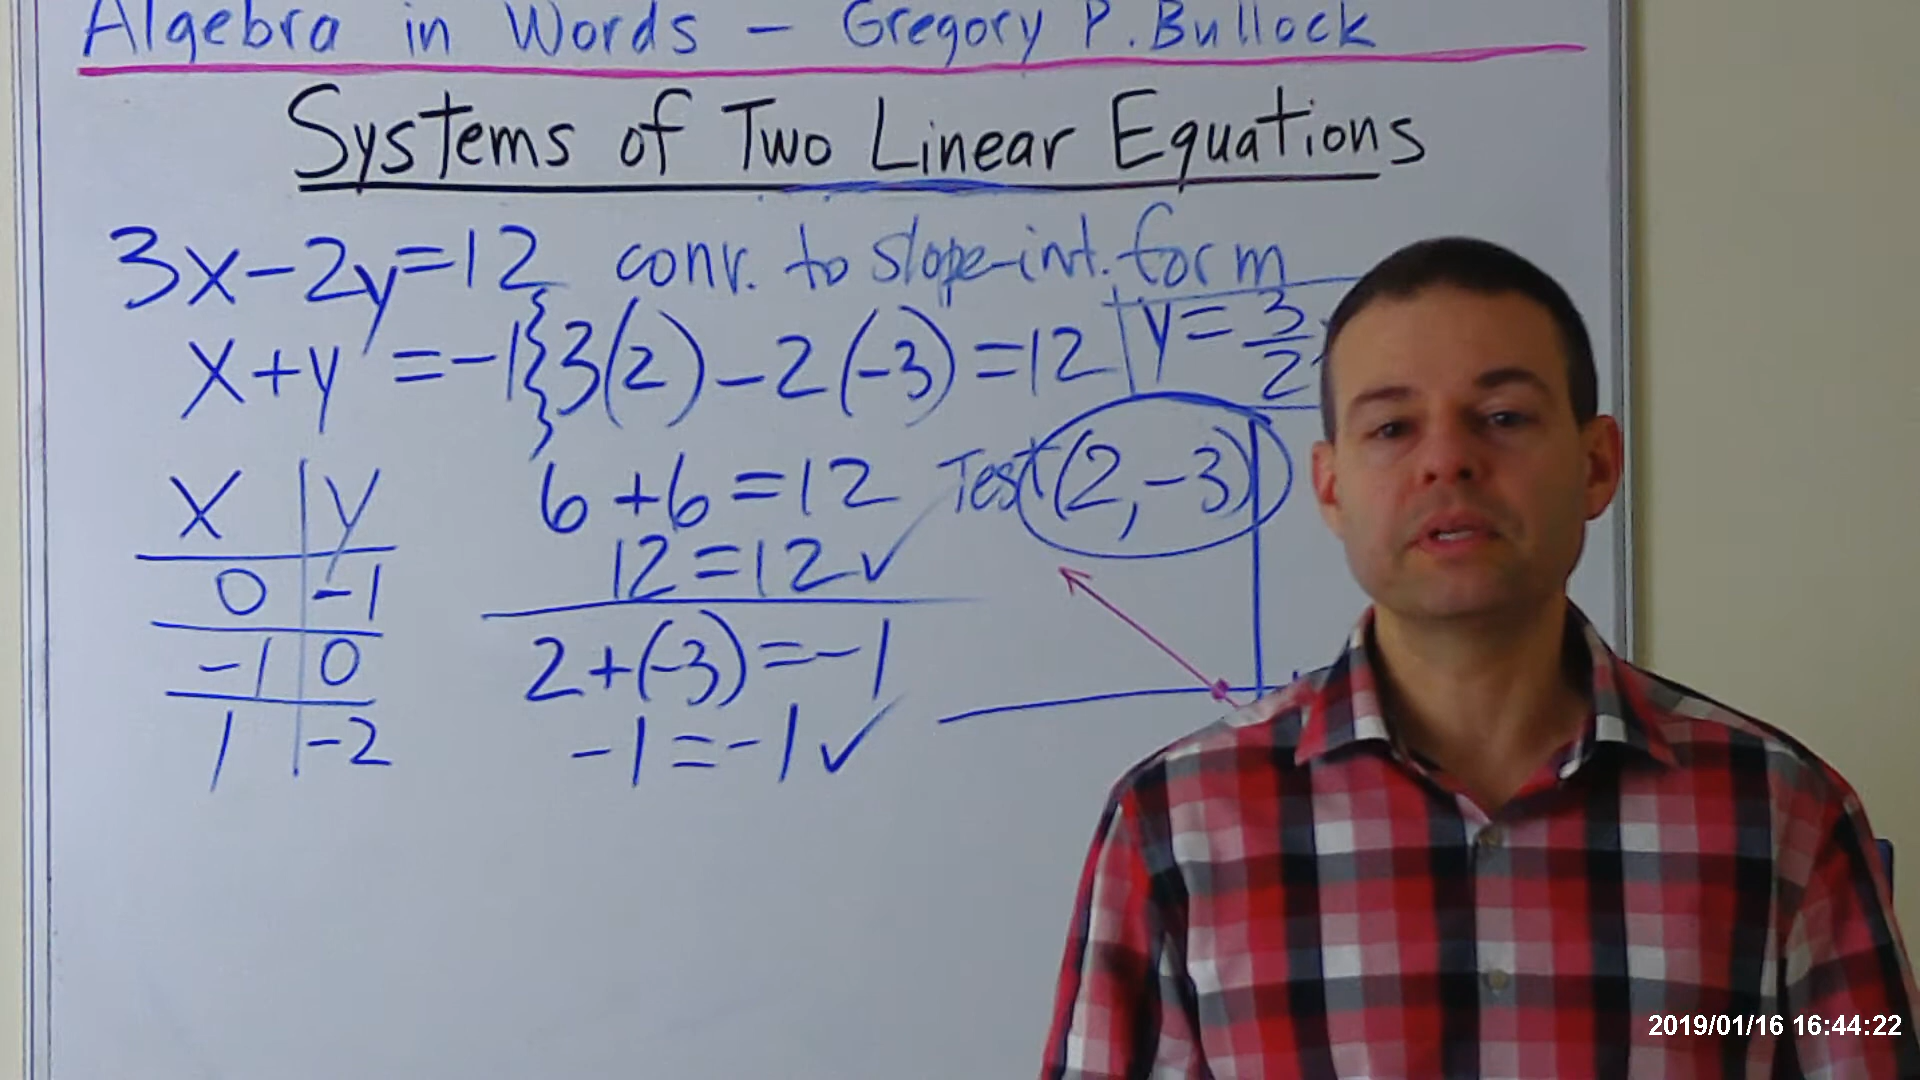 Algebra in Words - Gregory P. Bullock
Systems of Two Linear Equations
3x-2y=12 conv. to slope-int. form
x+y=-1 3(2)-2(-3)=12 y=3/2
x y 6+6=12 ✓ Test (2,-3)
12=12 ✓
0 -1
2+(-3)=-1
-1 0
-1=-1 ✓
1 -2
2019/01/16 16:44:22